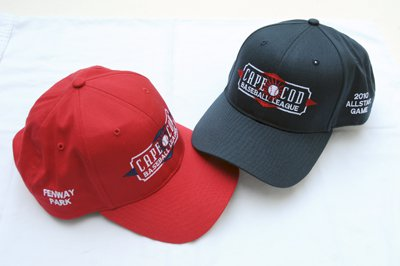 CAPE COD
BASEBALL LEAGUE
FENWAY
PARK
CAPE COD
BASEBALL LEAGUE
2010
ALLSTAR
GAME